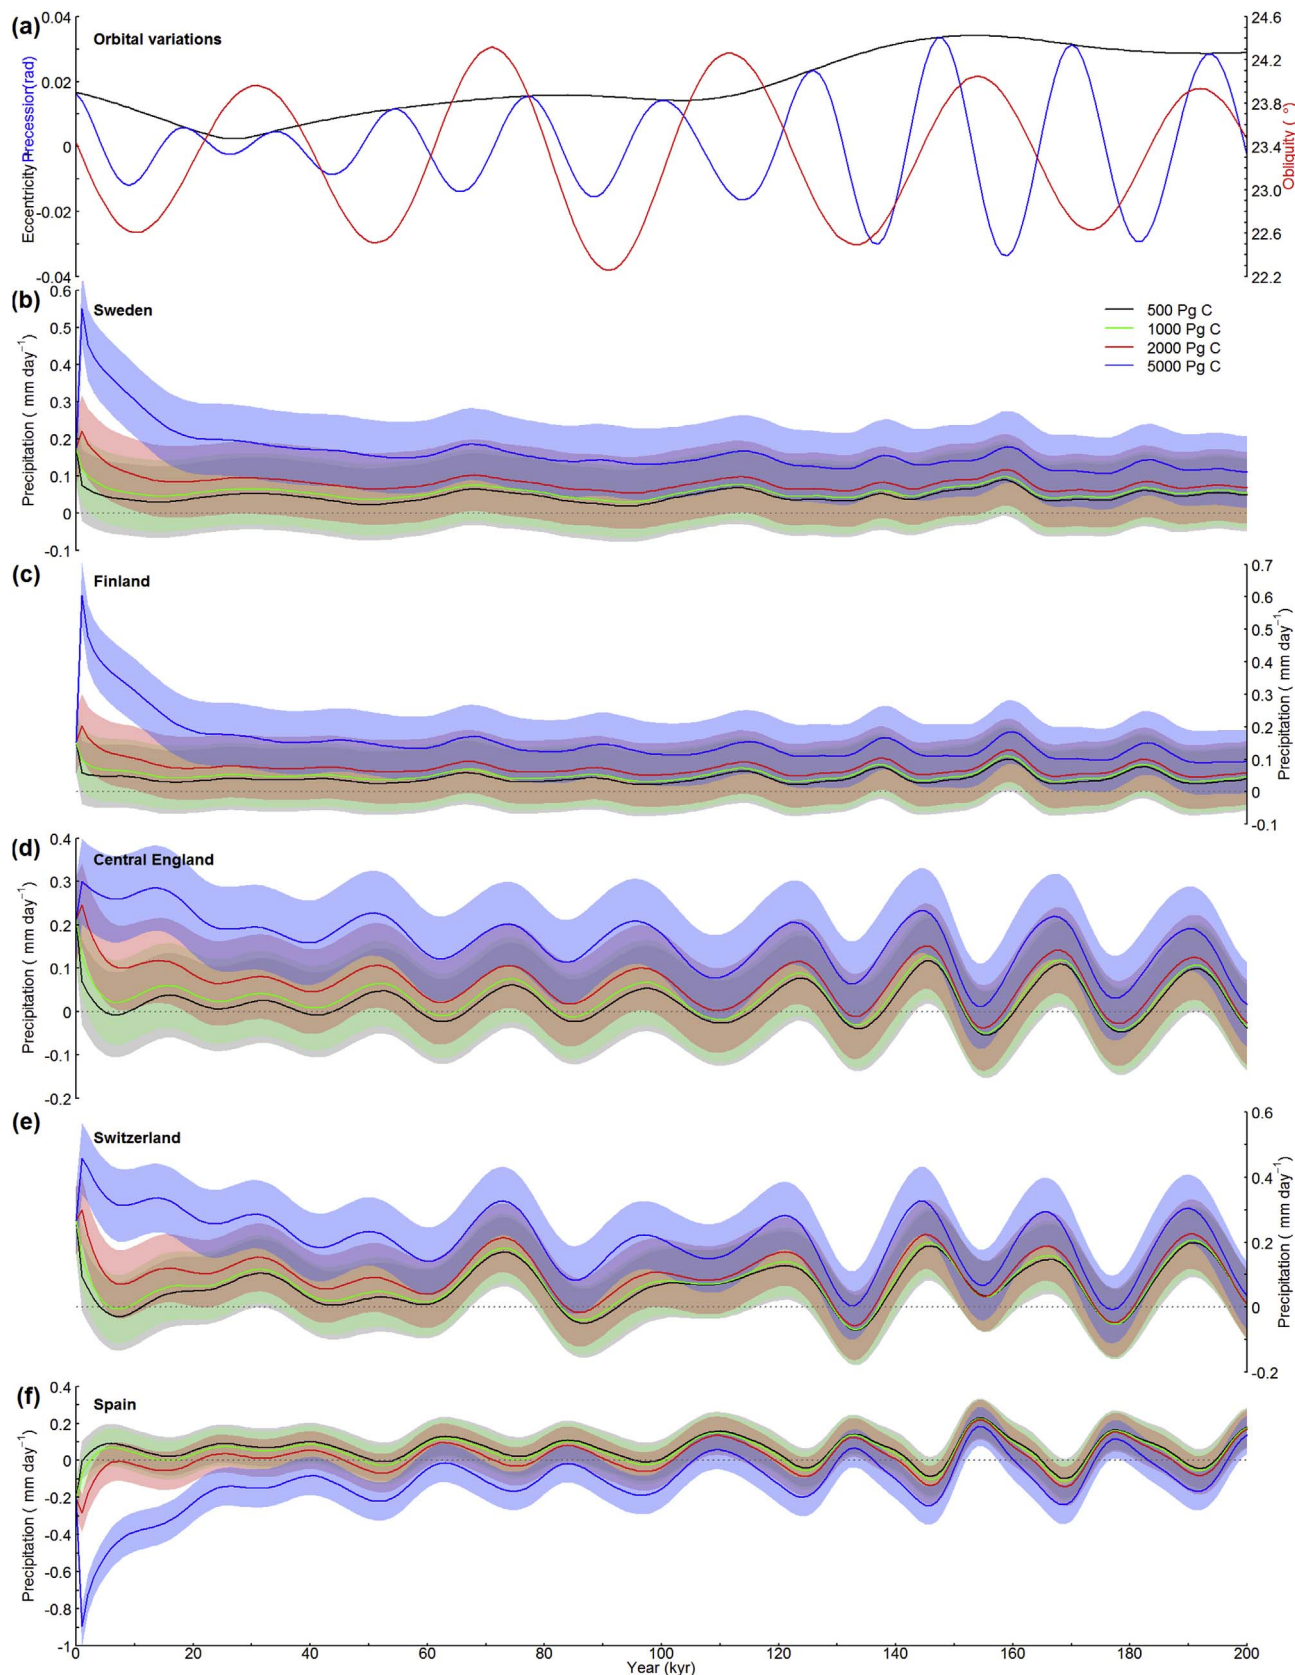 (a)
Orbital variations
0.04
0.02
0
-0.02
-0.04
Eccentricity - Precession(rad)
24.6
24.2
23.8
23.4
23.0
22.6
22.2
Obliquity ( °)
(b)
Sweden
0.6
0.5
0.4
0.3
0.2
0.1
0
-0.1
Precipitation ( mm day⁻¹)
500 Pg C
1000 Pg C
2000 Pg C
5000 Pg C
(c)
Finland
0.7
0.6
0.5
0.4
0.3
0.2
0.1
0
-0.1
Precipitation ( mm day⁻¹)
(d)
Central England
0.4
0.3
0.2
0.1
0
-0.1
-0.2
Precipitation ( mm day⁻¹)
(e)
Switzerland
0.6
0.4
0.2
0
-0.2
Precipitation ( mm day⁻¹)
(f)
Spain
0.4
0.2
0
-0.2
-0.4
-0.6
-0.8
-1
Precipitation ( mm day⁻¹)
0 20 40 60 80 100 120 140 160 180 200
Year (kyr)